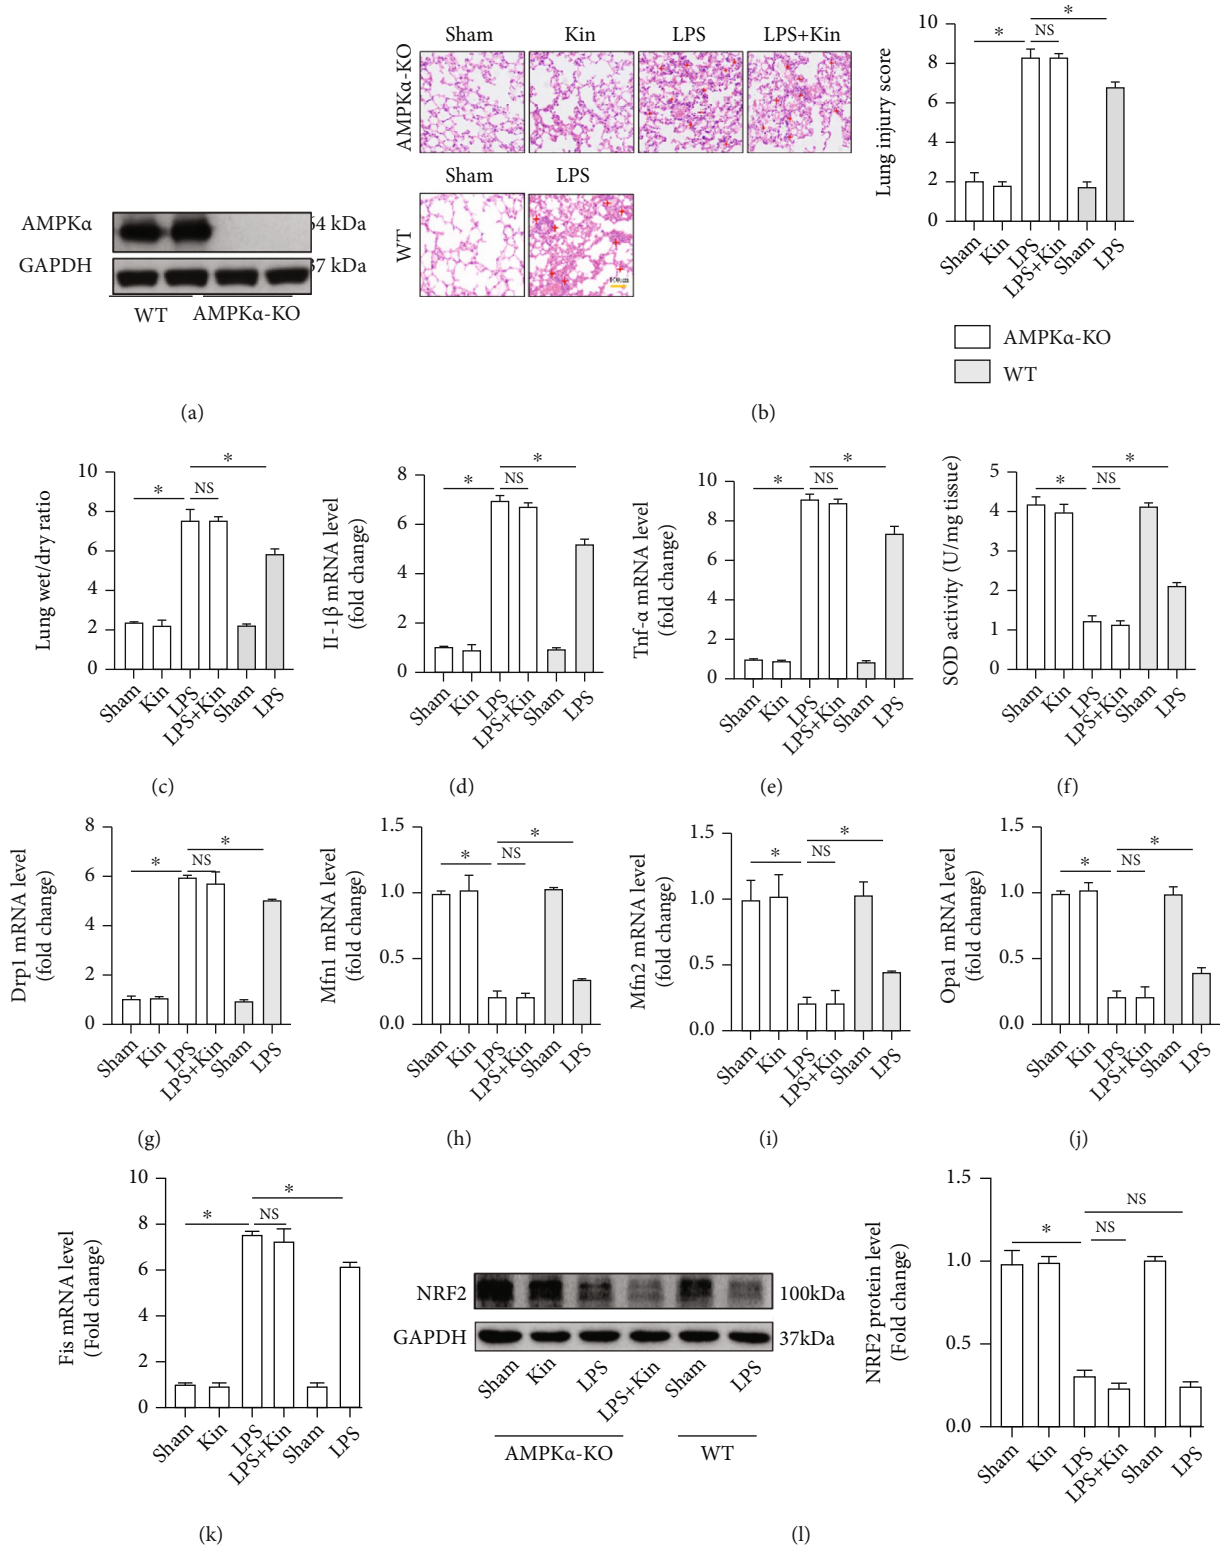 AMPKα
64 kDa
GAPDH
37 kDa
WT
AMPKα-KO
(a)
Sham
Kin
LPS
LPS+Kin
AMPKα-KO
Sham
LPS
WT
Lung injury score
10
8
6
4
2
0
*
*
NS
Sham
Kin
LPS
LPS+Kin
Sham
LPS
AMPKα-KO
WT
(b)
Lung wet/dry ratio
10
8
6
4
2
0
*
*
NS
Sham
Kin
LPS
LPS+Kin
Sham
LPS
(c)
Il-1β mRNA level
(fold change)
8
6
4
2
0
*
*
NS
Sham
Kin
LPS
LPS+Kin
Sham
LPS
(d)
Tnf-α mRNA level
(fold change)
10
8
6
4
2
0
*
*
NS
Sham
Kin
LPS
LPS+Kin
Sham
LPS
(e)
SOD activity (U/mg tissue)
5
4
3
2
1
0
*
*
NS
Sham
Kin
LPS
LPS+Kin
Sham
LPS
(f)
Drp1 mRNA level
(fold change)
8
6
4
2
0
*
*
NS
Sham
Kin
LPS
LPS+Kin
Sham
LPS
(g)
Mfn1 mRNA level
(fold change)
1.5
1.0
0.5
0.0
*
*
NS
Sham
Kin
LPS
LPS+Kin
Sham
LPS
(h)
Mfn2 mRNA level
(fold change)
1.5
1.0
0.5
0.0
*
*
NS
Sham
Kin
LPS
LPS+Kin
Sham
LPS
(i)
Opa1 mRNA level
(fold change)
1.5
1.0
0.5
0.0
*
*
NS
Sham
Kin
LPS
LPS+Kin
Sham
LPS
(j)
Fis mRNA level
(Fold change)
10
8
6
4
2
0
*
*
NS
Sham
Kin
LPS
LPS+Kin
Sham
LPS
(k)
NRF2
100kDa
GAPDH
37kDa
Sham
Kin
LPS
LPS+Kin
Sham
LPS
AMPKα-KO
WT
NRF2 protein level
(Fold change)
1.5
1.0
0.5
0.0
NS
*
NS
Sham
Kin
LPS
LPS+Kin
Sham
LPS
(l)